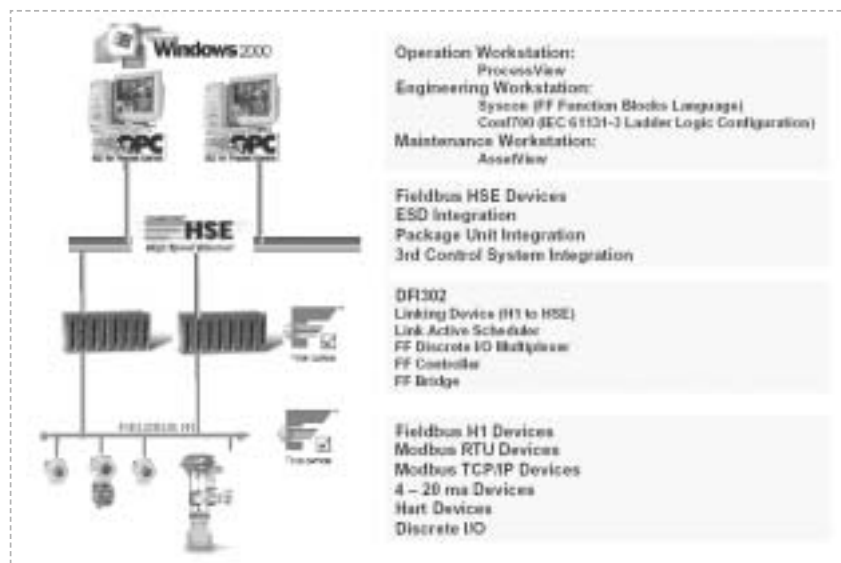 Windows 2000
OPC
OPC
HSE
High Speed Ethernet
FIELDBUS H1
Operation Workstation:
ProcessView
Engineering Workstation:
Syscon (FF Function Blocks Language)
Conf700 (IEC 61131-3 Ladder Logic Configuration)
Maintenance Workstation:
AssetView
Fieldbus HSE Devices
ESD Integration
Package Unit Integration
3rd Control System Integration
DFI302
Linking Device (H1 to HSE)
Link Active Scheduler
FF Discrete I/O Multiplexer
FF Controller
FF Bridge
Fieldbus H1 Devices
Modbus RTU Devices
Modbus TCP/IP Devices
4 – 20 ma Devices
Hart Devices
Discrete I/O